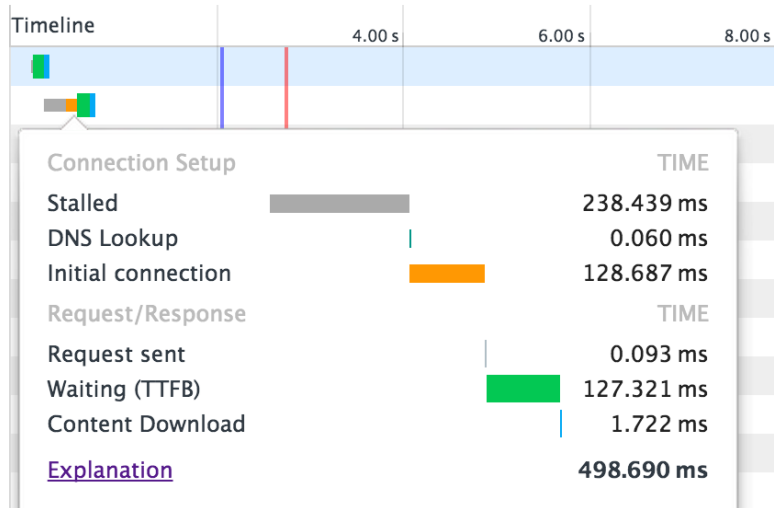 Timeline
4.00 s 6.00 s 8.00 s
Connection Setup TIME
Stalled 238.439 ms
DNS Lookup 0.060 ms
Initial connection 128.687 ms
Request/Response TIME
Request sent 0.093 ms
Waiting (TTFB) 127.321 ms
Content Download 1.722 ms
Explanation 498.690 ms